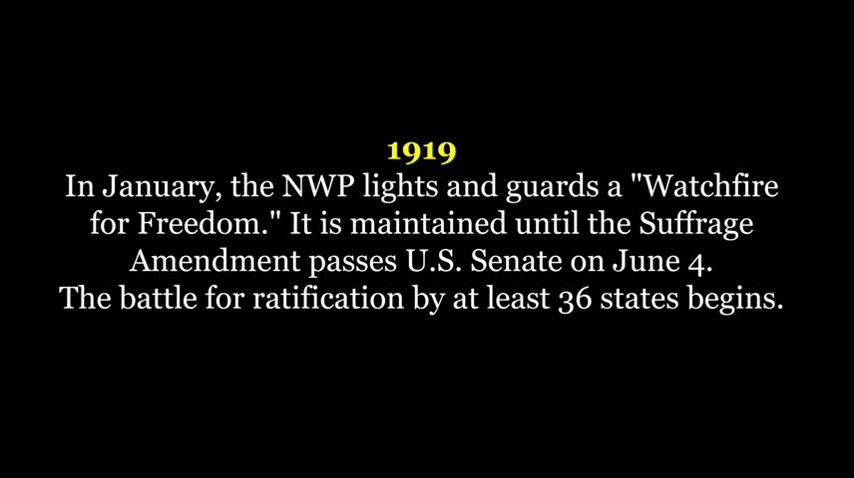 1919
In January, the NWP lights and guards a "Watchfire
for Freedom." It is maintained until the Suffrage
Amendment passes U.S. Senate on June 4.
The battle for ratification by at least 36 states begins.